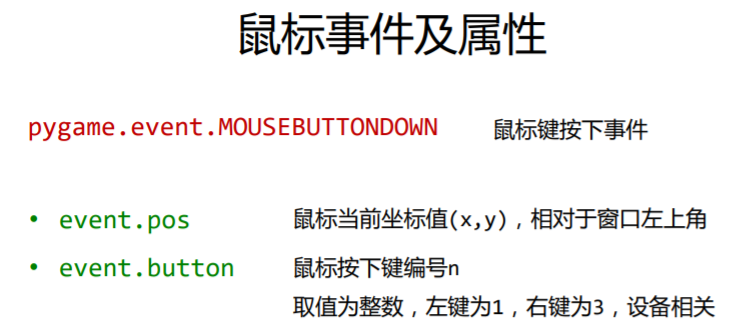 鼠标事件及属性
pygame.event.MOUSEBUTTONDOWN 鼠标键按下事件
• event.pos 鼠标当前坐标值(x,y)，相对于窗口左上角
• event.button 鼠标按下键编号n
取值为整数，左键为1，右键为3，设备相关